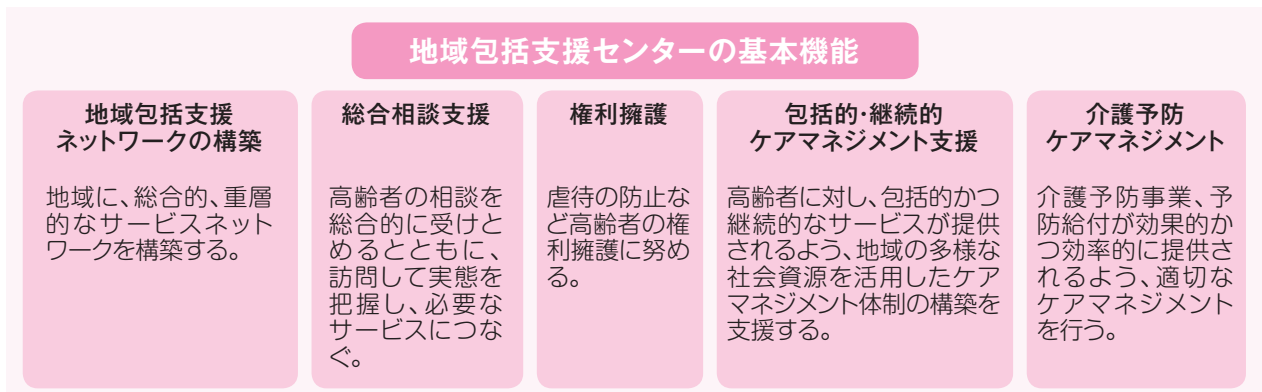 地域包括支援センターの基本機能
地域包括支援
ネットワークの構築
地域に、総合的、重層
的なサービスネット
ワークを構築する。
総合相談支援
高齢者の相談を
総合的に受けと
めるとともに、
訪問して実態を
把握し、必要な
サービスにつな
ぐ。
権利擁護
虐待の防止な
ど高齢者の権
利擁護に努め
る。
包括的・継続的
ケアマネジメント支援
高齢者に対し、包括的かつ
継続的なサービスが提供
されるよう、地域の多様な
社会資源を活用したケア
マネジメント体制の構築を
支援する。
介護予防
ケアマネジメント
介護予防事業、予
防給付が効果的か
つ効率的に提供さ
れるよう、適切な
ケアマネジメント
を行う。